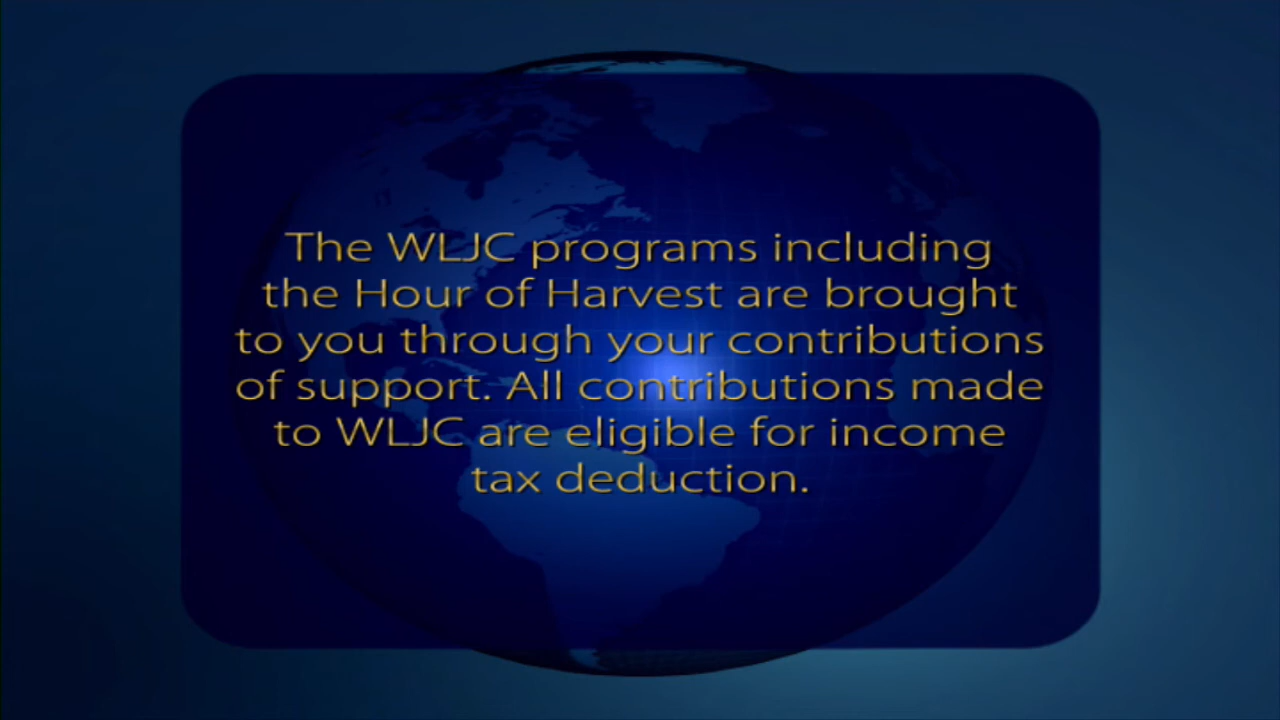 The WLJC programs including
the Hour of Harvest are brought
to you through your contributions
of support. All contributions made
to WLJC are eligible for income
tax deduction.